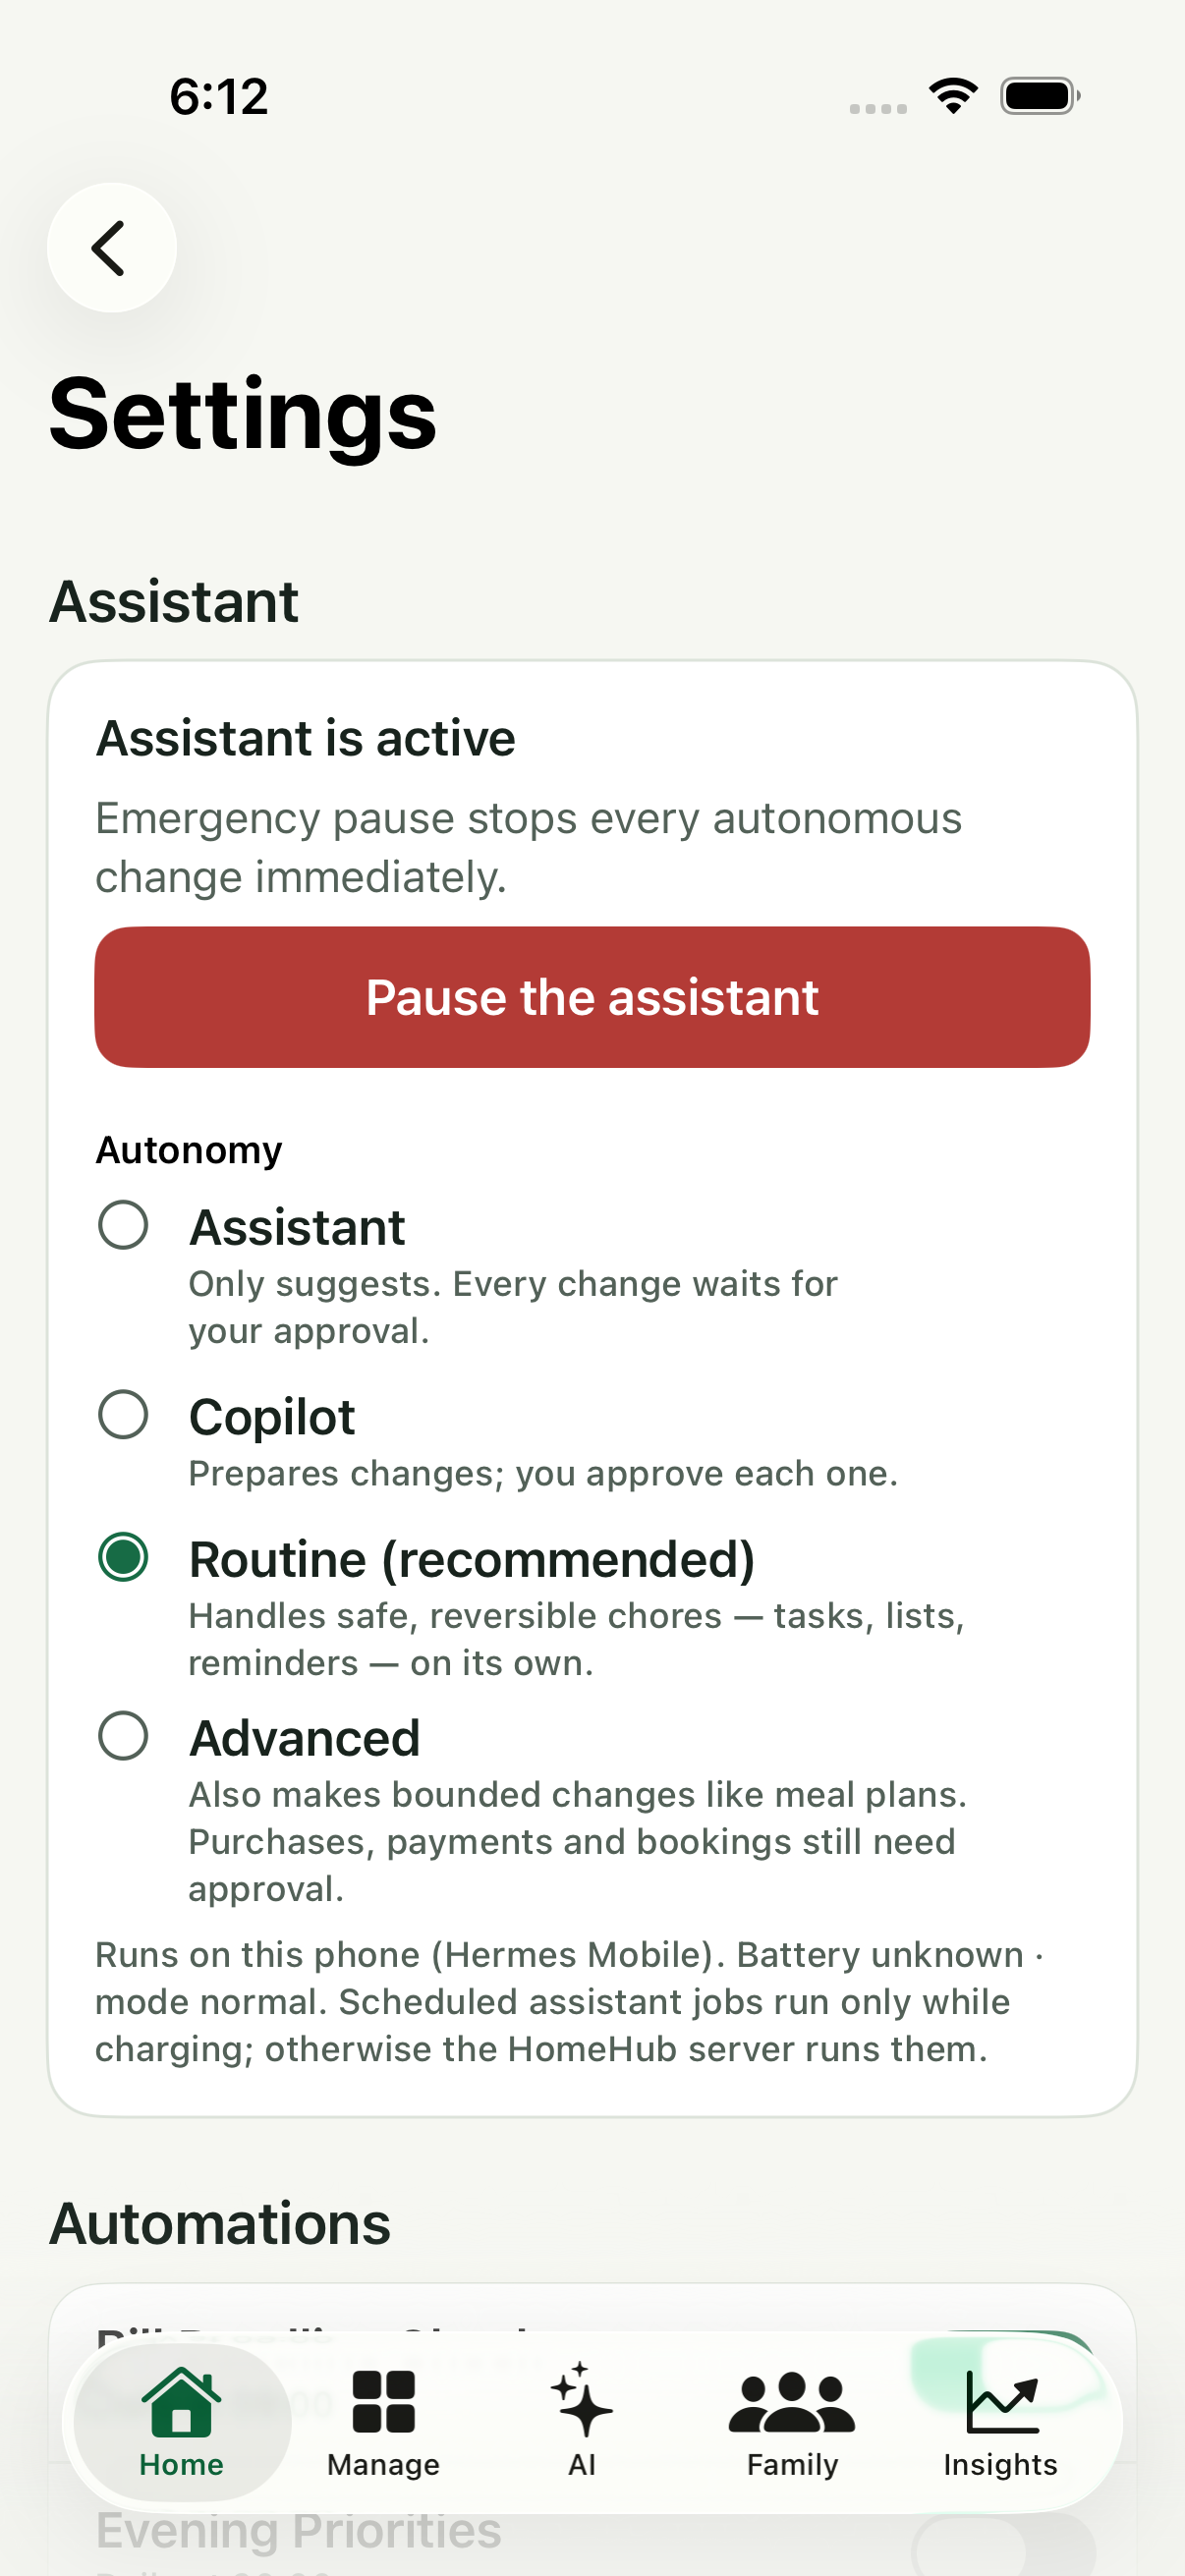 6:12
Settings
Assistant
Assistant is active
Emergency pause stops every autonomous
change immediately.
Pause the assistant
Autonomy
Assistant
Only suggests. Every change waits for
your approval.
Copilot
Prepares changes; you approve each one.
Routine (recommended)
Handles safe, reversible chores — tasks, lists,
reminders — on its own.
Advanced
Also makes bounded changes like meal plans.
Purchases, payments and bookings still need
approval.
Runs on this phone (Hermes Mobile). Battery unknown ·
mode normal. Scheduled assistant jobs run only while
charging; otherwise the HomeHub server runs them.
Automations
Home
Manage
AI
Family
Insights
Evening Priorities